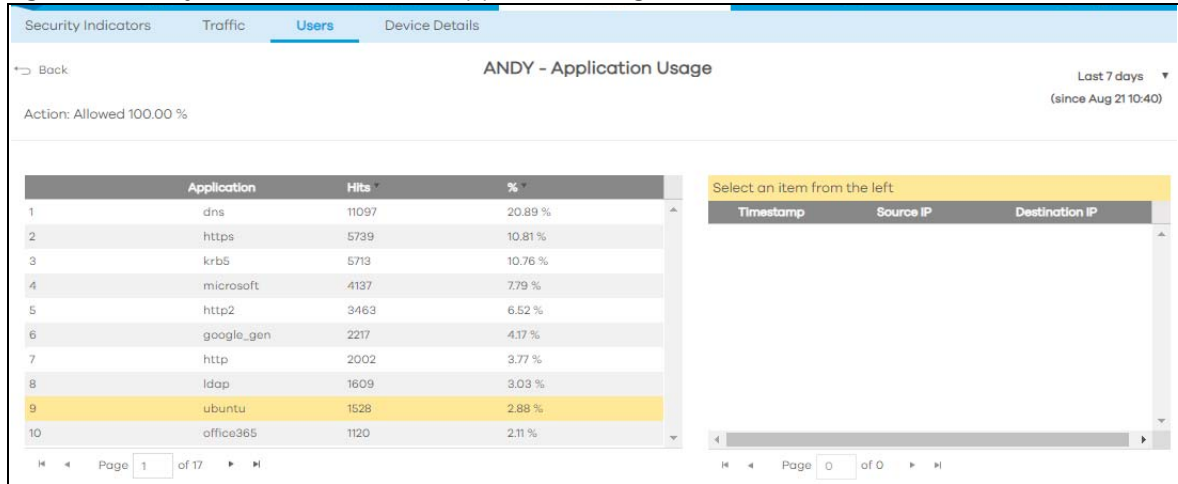 Security Indicators Traffic Users Device Details
Back
ANDY - Application Usage
Last 7 days
(since Aug 21 10:40)
Action: Allowed 100.00 %
Application Hits %
Select an item from the left
Timestamp Source IP Destination IP
1 dns 11097 20.89 %
2 https 5739 10.81 %
3 krb5 5713 10.76 %
4 microsoft 4137 7.79 %
5 http2 3463 6.52 %
6 google_gen 2217 4.17 %
7 http 2002 3.77 %
8 ldap 1609 3.03 %
9 ubuntu 1528 2.88 %
10 office365 1120 2.11 %
Page 1 of 17
Page 0 of 0